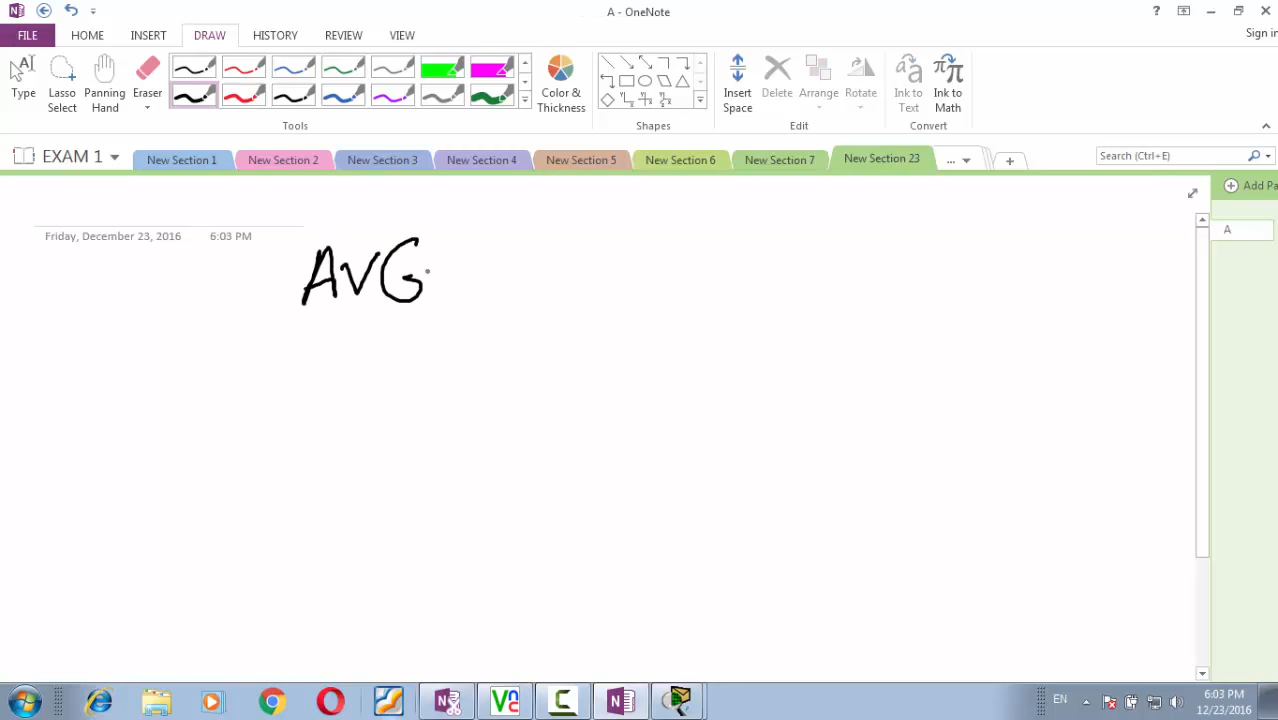 A - OneNote
?
Sign in
FILE HOME INSERT DRAW HISTORY REVIEW VIEW
Type
Lasso
Select
Panning
Hand
Eraser
Color &
Thickness
Insert
Space
Delete
Arrange
Rotate
Ink to
Text
Ink to
Math
Tools
Shapes
Edit
Convert
EXAM 1
New Section 1
New Section 2
New Section 3
New Section 4
New Section 5
New Section 6
New Section 7
New Section 23
...
Search (Ctrl+E)
Add Pa
A
Friday, December 23, 2016 6:03 PM
AVG
EN
6:03 PM
12/23/2016